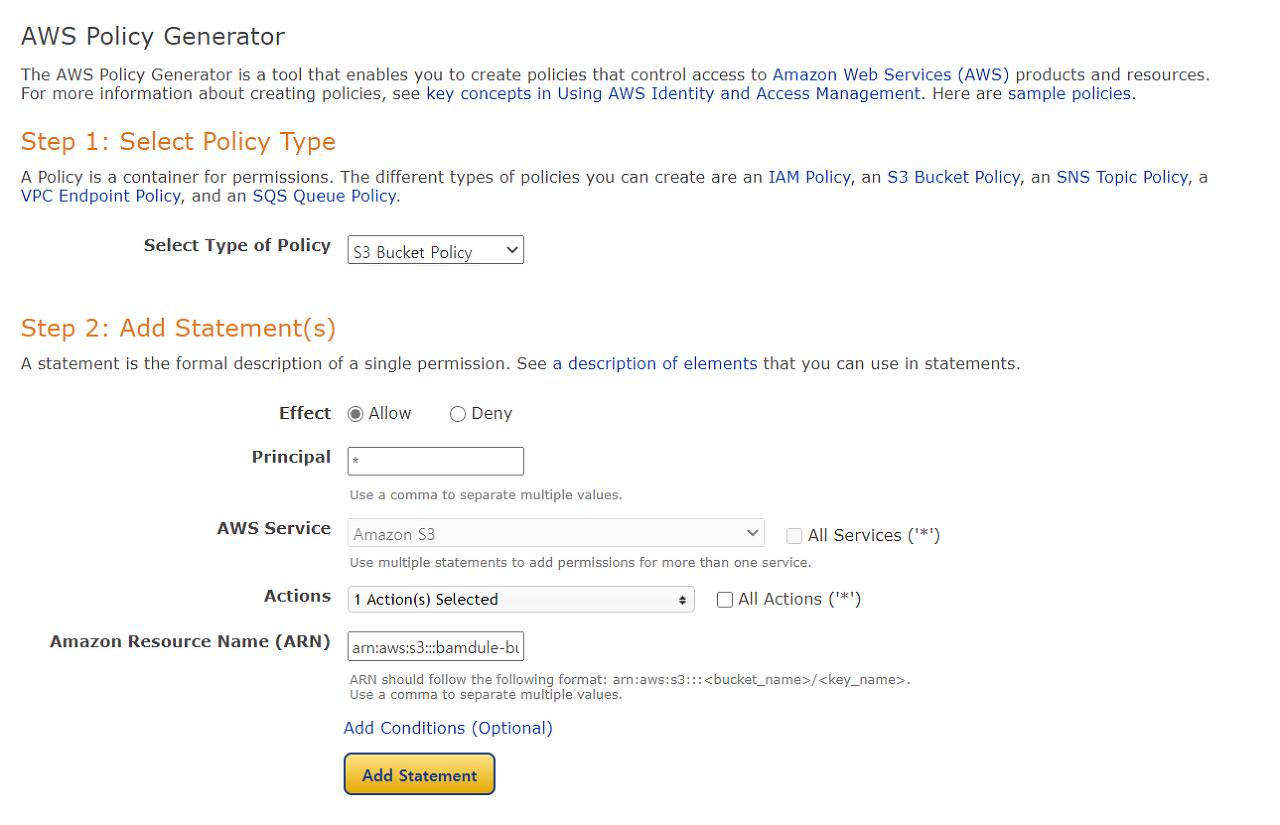 AWS Policy Generator
The AWS Policy Generator is a tool that enables you to create policies that control access to Amazon Web Services (AWS) products and resources.
For more information about creating policies, see key concepts in Using AWS Identity and Access Management. Here are sample policies.
Step 1: Select Policy Type
A Policy is a container for permissions. The different types of policies you can create are an IAM Policy, an S3 Bucket Policy, an SNS Topic Policy, a
VPC Endpoint Policy, and an SQS Queue Policy.
Select Type of Policy S3 Bucket Policy
Step 2: Add Statement(s)
A statement is the formal description of a single permission. See a description of elements that you can use in statements.
Effect Allow Deny
Principal *
Use a comma to separate multiple values.
AWS Service Amazon S3 All Services ('*')
Use multiple statements to add permissions for more than one service.
Actions 1 Action(s) Selected All Actions ('*')
Amazon Resource Name (ARN) arn:aws:s3:::bamdule-bu
ARN should follow the following format: arn:aws:s3:::<bucket_name>/<key_name>.
Use a comma to separate multiple values.
Add Conditions (Optional)
Add Statement